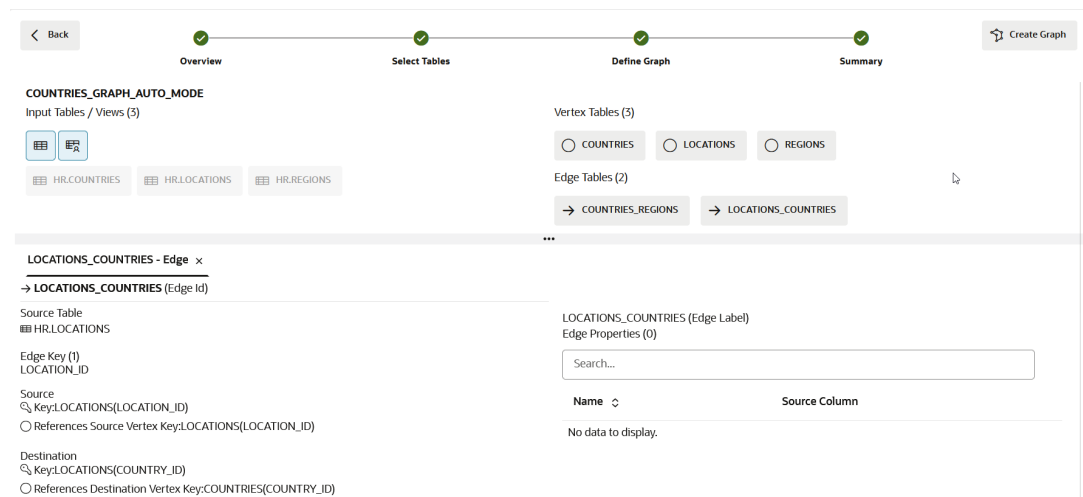 Back
Create Graph
Overview
Select Tables
Define Graph
Summary
COUNTRIES_GRAPH_AUTO_MODE
Input Tables / Views (3)
HR.COUNTRIES
HR.LOCATIONS
HR.REGIONS
Vertex Tables (3)
COUNTRIES
LOCATIONS
REGIONS
Edge Tables (2)
COUNTRIES_REGIONS
LOCATIONS_COUNTRIES
LOCATIONS_COUNTRIES - Edge
LOCATIONS_COUNTRIES (Edge Id)
Source Table
HR.LOCATIONS
Edge Key (1)
LOCATION_ID
Source
Key:LOCATIONS(LOCATION_ID)
References Source Vertex Key:LOCATIONS(LOCATION_ID)
Destination
Key:LOCATIONS(COUNTRY_ID)
References Destination Vertex Key:COUNTRIES(COUNTRY_ID)
LOCATIONS_COUNTRIES (Edge Label)
Edge Properties (0)
Search...
Name
Source Column
No data to display.